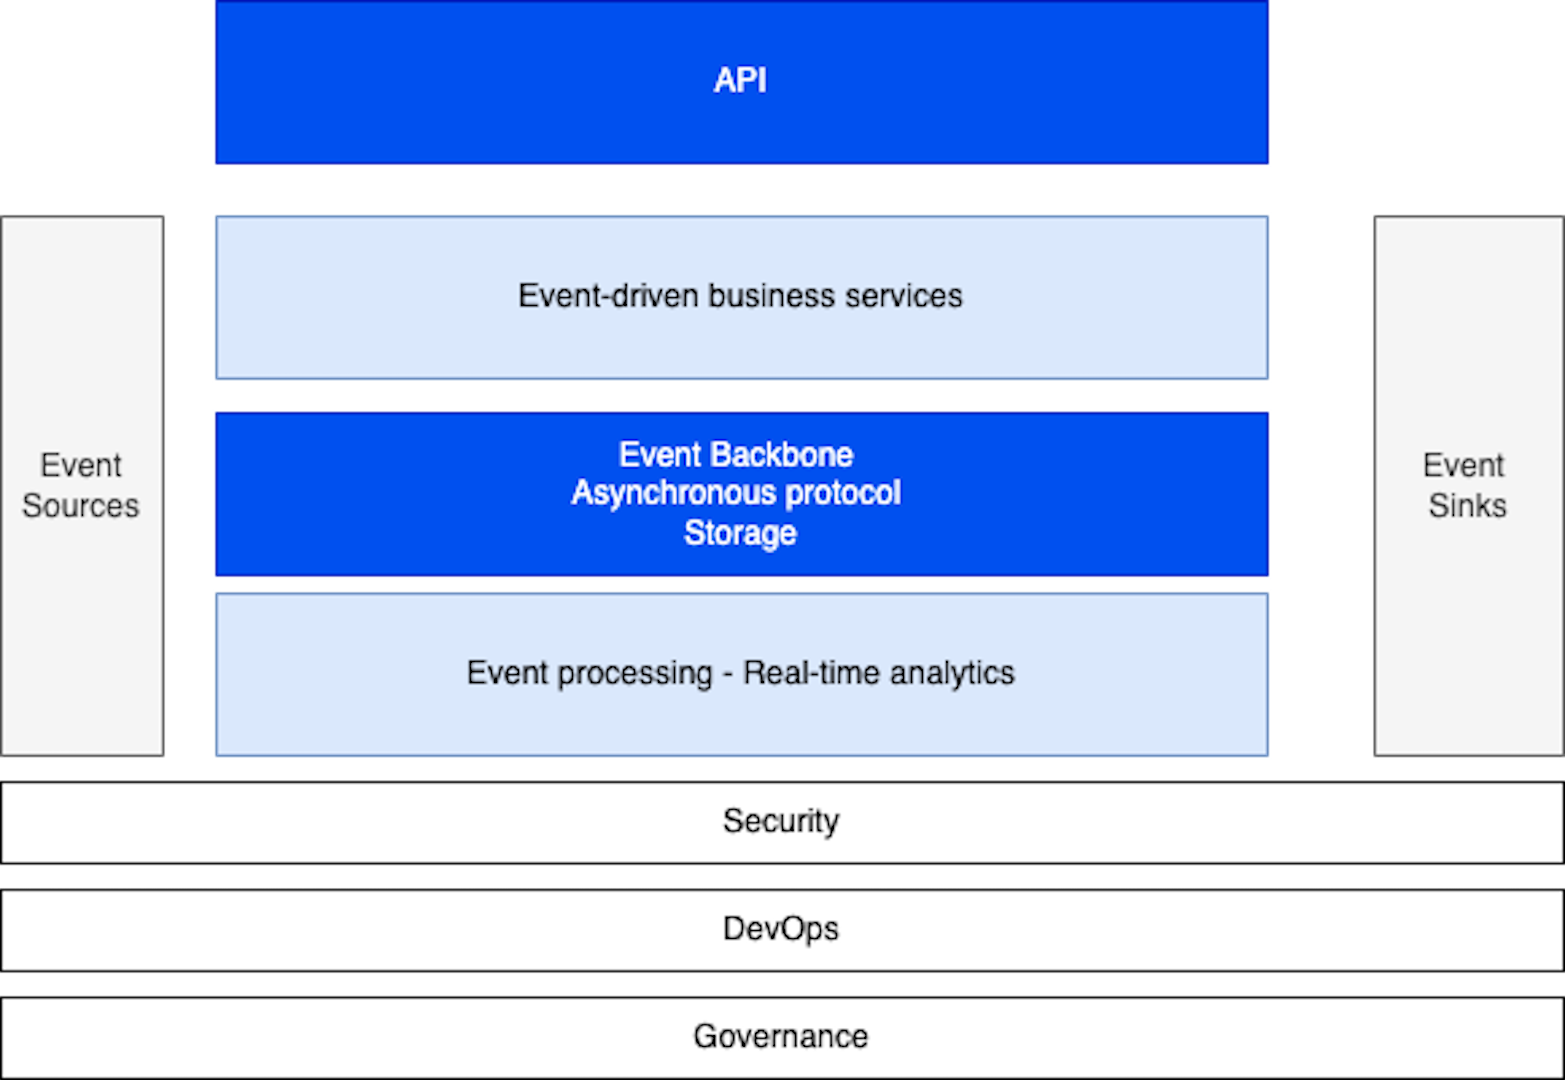 API
Event-driven business services
Event
Sources
Event Backbone
Asynchronous protocol
Storage
Event
Sinks
Event processing - Real-time analytics
Security
DevOps
Governance